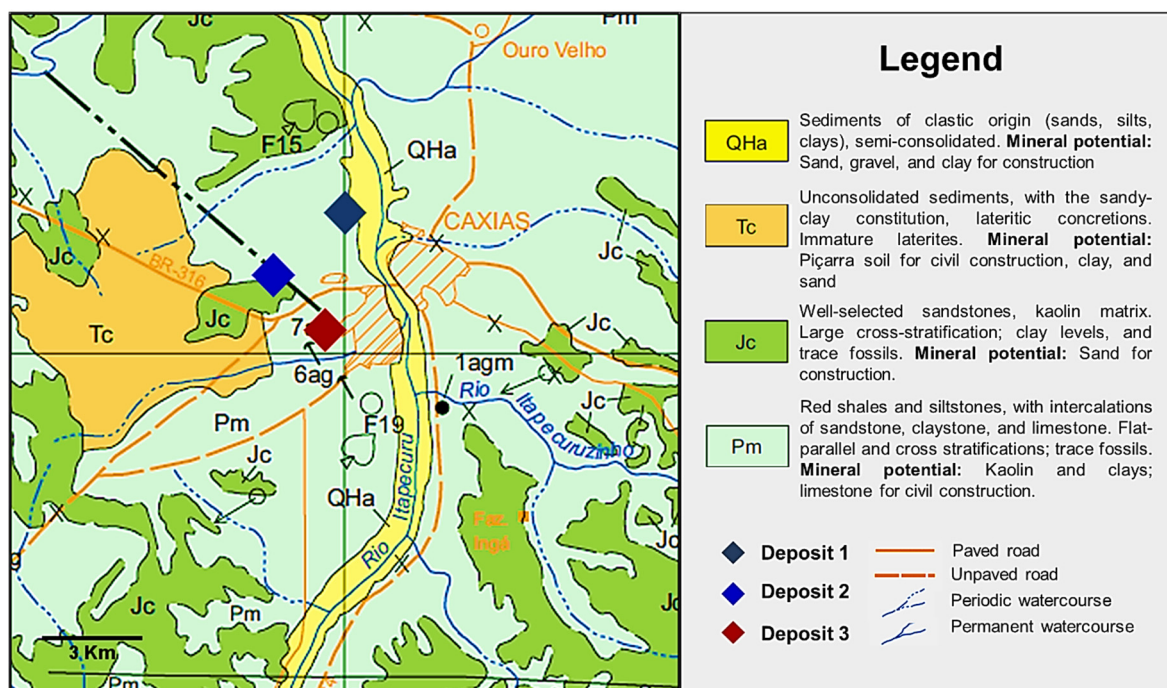 Jc
Pm
Ouro Velho
F15
QHa
CAXIAS
Jc
Jc
BR-316
Jc
Tc
Jc
7
6ag
1agm
Rio
Itapecuruzinho
Jc
Pm
F19
Jc
QHa
Itapecuru
Rio
Faz.
Ingá
Jc
9
Jc
Pm
Jc
3 Km
Pm
Legend
QHa
Sediments of clastic origin (sands, silts,
clays), semi-consolidated. Mineral potential:
Sand, gravel, and clay for construction
Tc
Unconsolidated sediments, with the sandy-
clay constitution, lateritic concretions.
Immature laterites. Mineral potential:
Piçarra soil for civil construction, clay, and
sand
Jc
Well-selected sandstones, kaolin matrix.
Large cross-stratification; clay levels, and
trace fossils. Mineral potential: Sand for
construction.
Pm
Red shales and siltstones, with intercalations
of sandstone, claystone, and limestone. Flat-
parallel and cross stratifications; trace fossils.
Mineral potential: Kaolin and clays;
limestone for civil construction.
Deposit 1
Deposit 2
Deposit 3
Paved road
Unpaved road
Periodic watercourse
Permanent watercourse